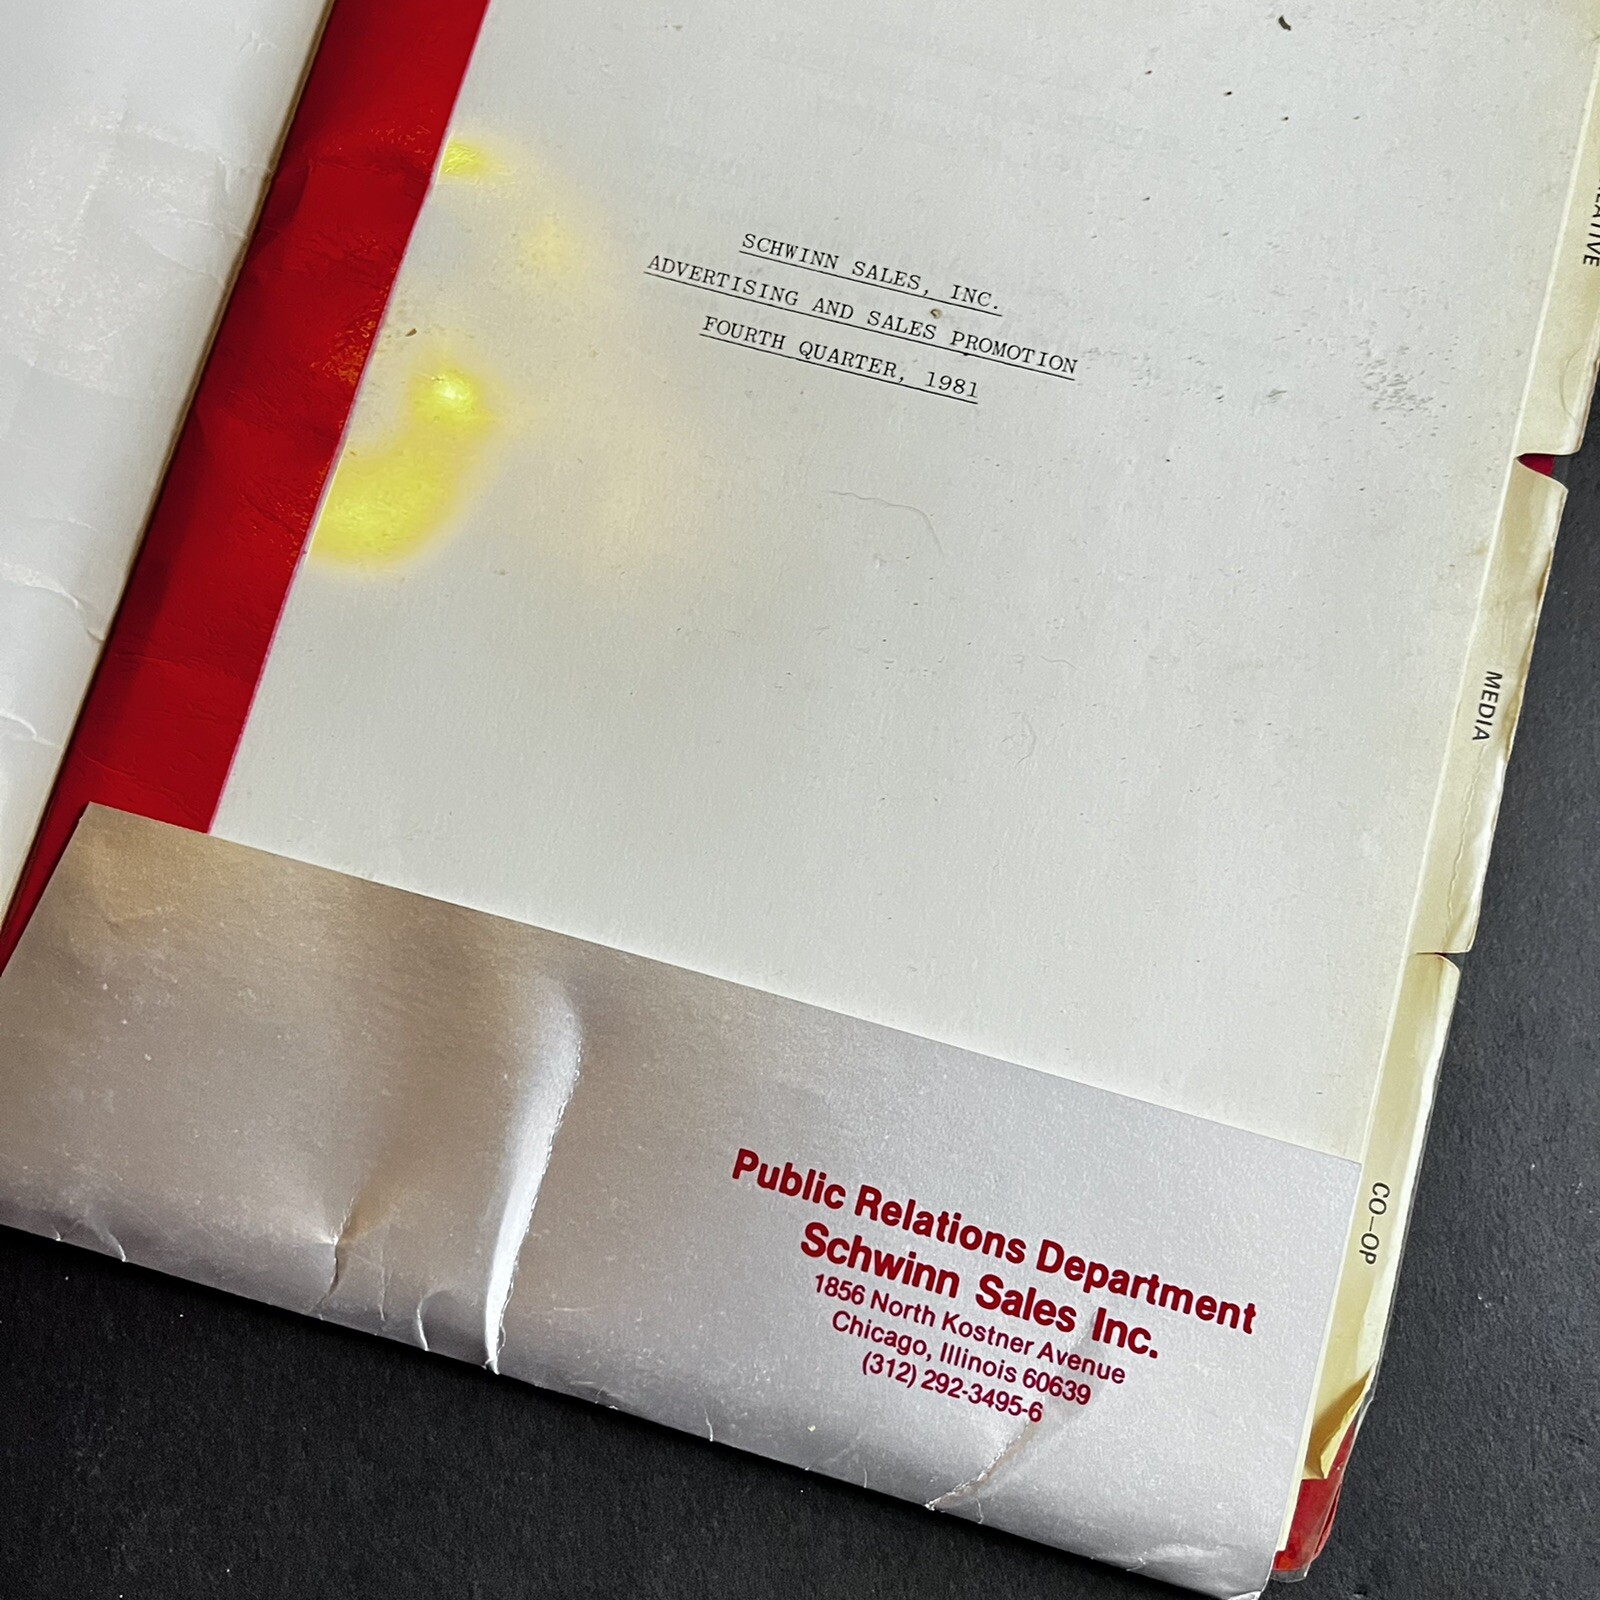 SCHWINN SALES, INC.
ADVERTISING AND SALES PROMOTION
FOURTH QUARTER, 1981
MEDIA
CO-OP
Public Relations Department
Schwinn Sales Inc.
1856 North Kostner Avenue
Chicago, Illinois 60639
(312) 292-3495-6